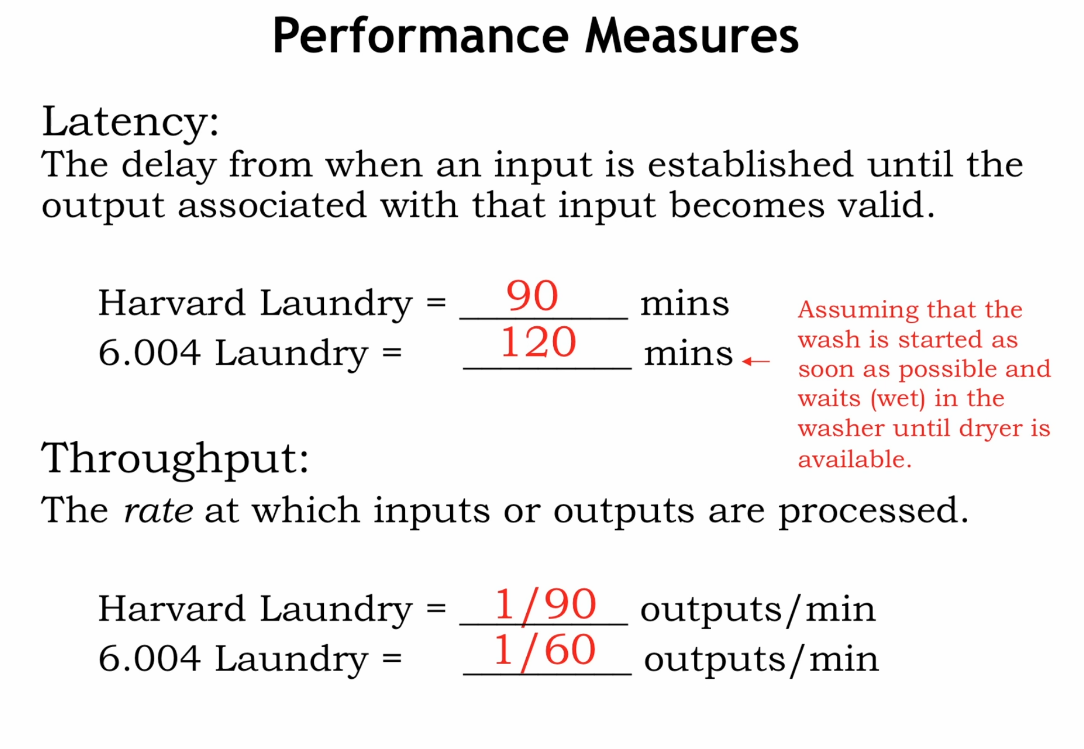 Performance Measures
Latency:
The delay from when an input is established until the
output associated with that input becomes valid.
Harvard Laundry = 90 mins
6.004 Laundry = 120 mins
Assuming that the
wash is started as
soon as possible and
waits (wet) in the
washer until dryer is
available.
Throughput:
The rate at which inputs or outputs are processed.
Harvard Laundry = 1/90 outputs/min
6.004 Laundry = 1/60 outputs/min